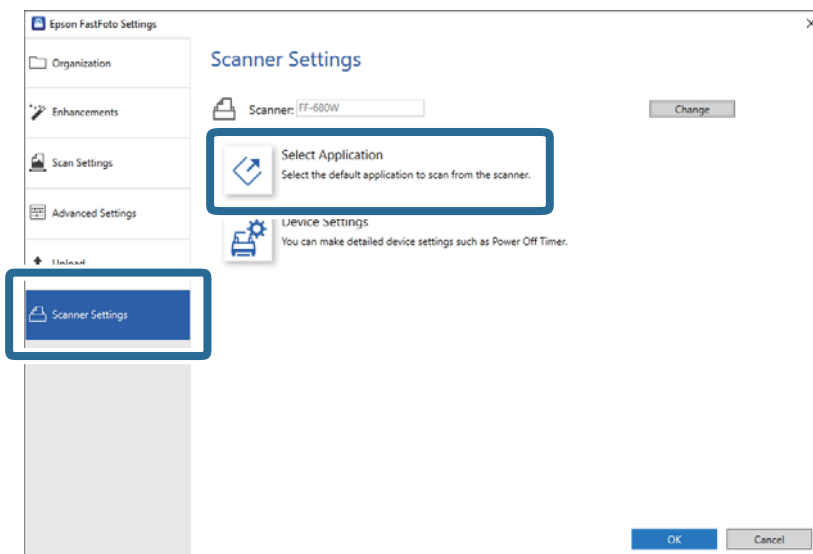 Epson FastFoto Settings
Organization
Enhancements
Scan Settings
Advanced Settings
Upload
Scanner Settings
Scanner Settings
Scanner: FF-680W
Change
Select Application
Select the default application to scan from the scanner.
Device Settings
You can make detailed device settings such as Power Off Timer.
OK
Cancel